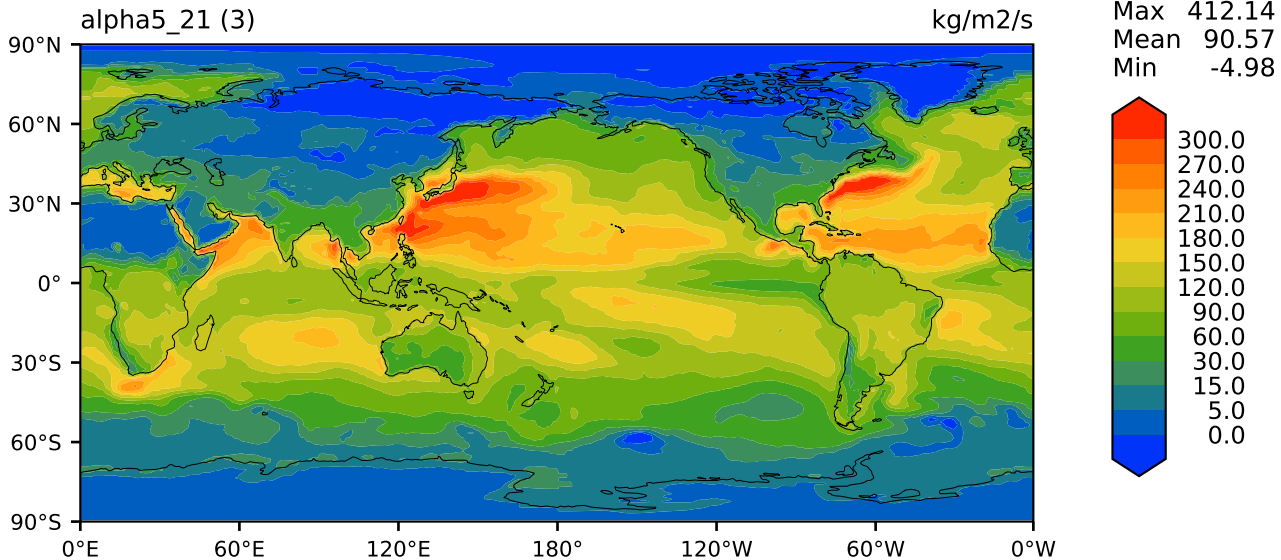 alpha5_21 (3)
kg/m2/s
Max 412.14
Mean 90.57
Min -4.98
90°N
60°N
30°N
0°
30°S
60°S
90°S
0°E
60°E
120°E
180°
120°W
60°W
0°W
300.0
270.0
240.0
210.0
180.0
150.0
120.0
90.0
60.0
30.0
15.0
5.0
0.0